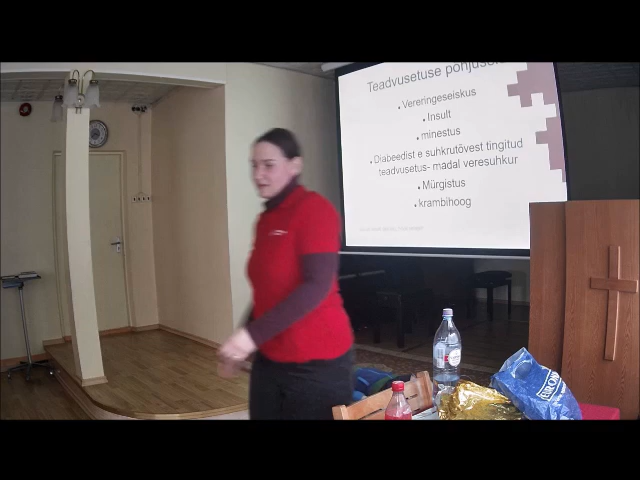 Teadvusetuse põhjused
• Vereringeseiskus
• Insult
• minestus
• Diabeedist e suhkrutõvest tingitud
teadvusetus- madal veresuhkur
• Mürgistus
• krambihoog